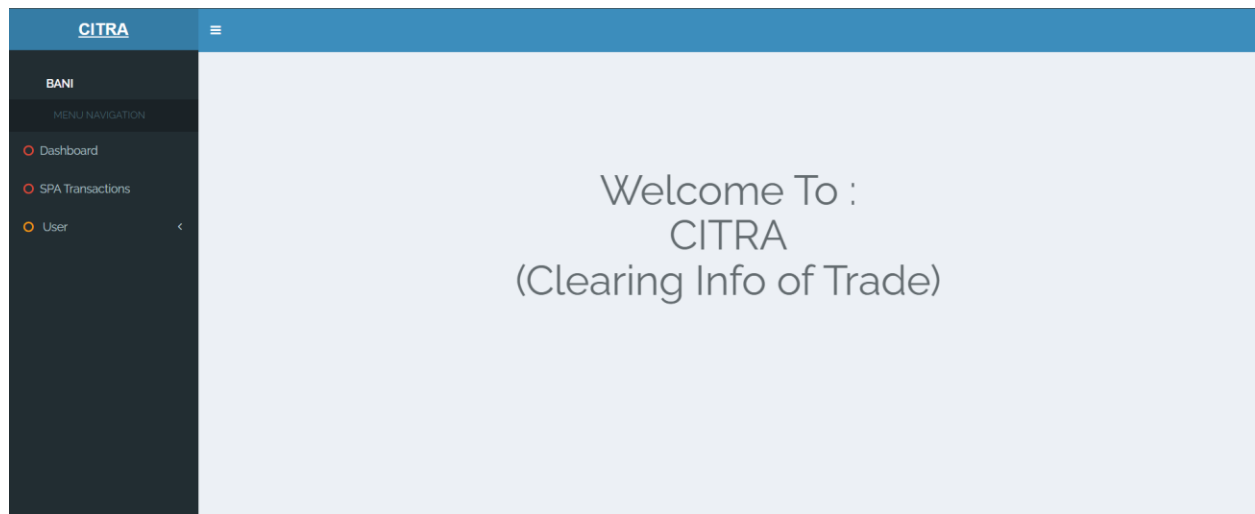 CITRA
BANI
MENU NAVIGATION
Dashboard
SPA Transactions
User
Welcome To :
CITRA
(Clearing Info of Trade)